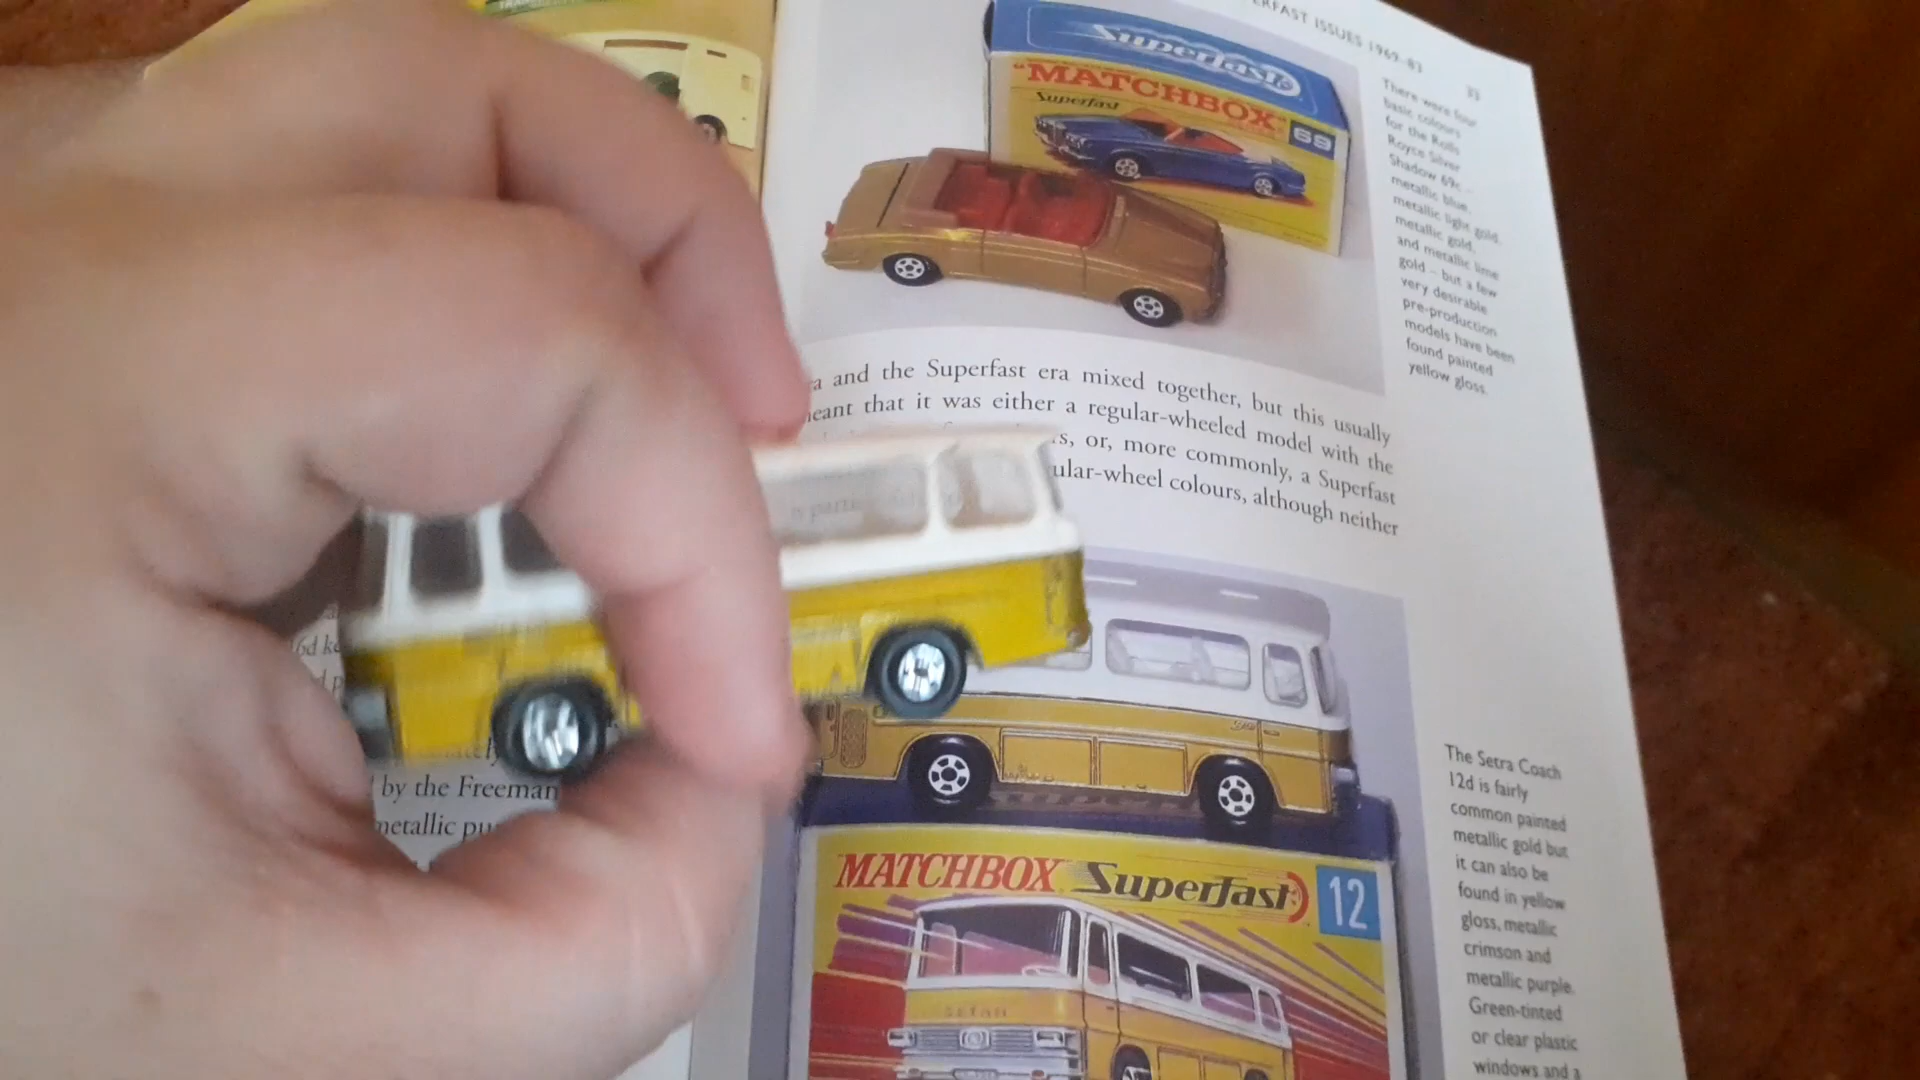 TRANS
ERFAST ISSUES 1969-83
33
Superfast
"MATCHBOX"
Superfast
69
There were four
basic colours
for the Rolls
Royce Silver
Shadow 69c –
metallic blue,
metallic light gold,
metallic gold,
and metallic lime
gold – but a few
very desirable
pre-production
models have been
found painted
yellow gloss.
a and the Superfast era mixed together, but this usually
eant that it was either a regular-wheeled model with the
s, or, more commonly, a Superfast
ular-wheel colours, although neither
6d ke
d p
by the Freeman
metallic pu
The Setra Coach
12d is fairly
common painted
metallic gold but
it can also be
found in yellow
gloss, metallic
crimson and
metallic purple.
Green-tinted
or clear plastic
windows and a
MATCHBOX Superfast 12
SETRA